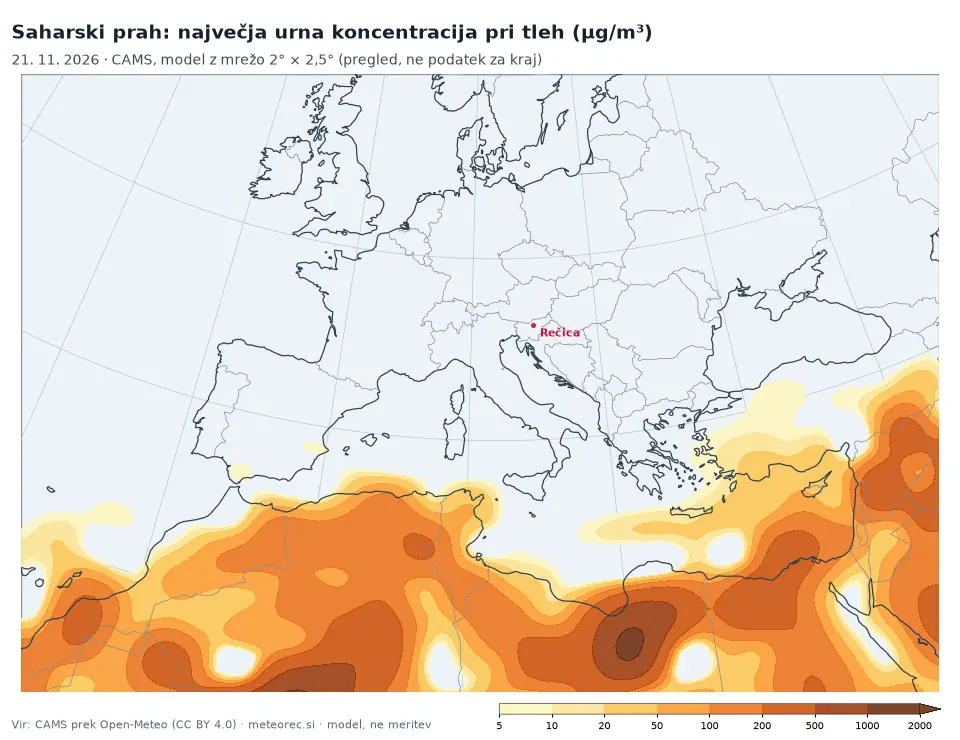 Saharski prah: največja urna koncentracija pri tleh (µg/m³)
21. 11. 2026 · CAMS, model z mrežo 2° × 2,5° (pregled, ne podatek za kraj)
Rečica
5 10 20 50 100 200 500 1000 2000
Vir: CAMS prek Open-Meteo (CC BY 4.0) · meteorec.si · model, ne meritev